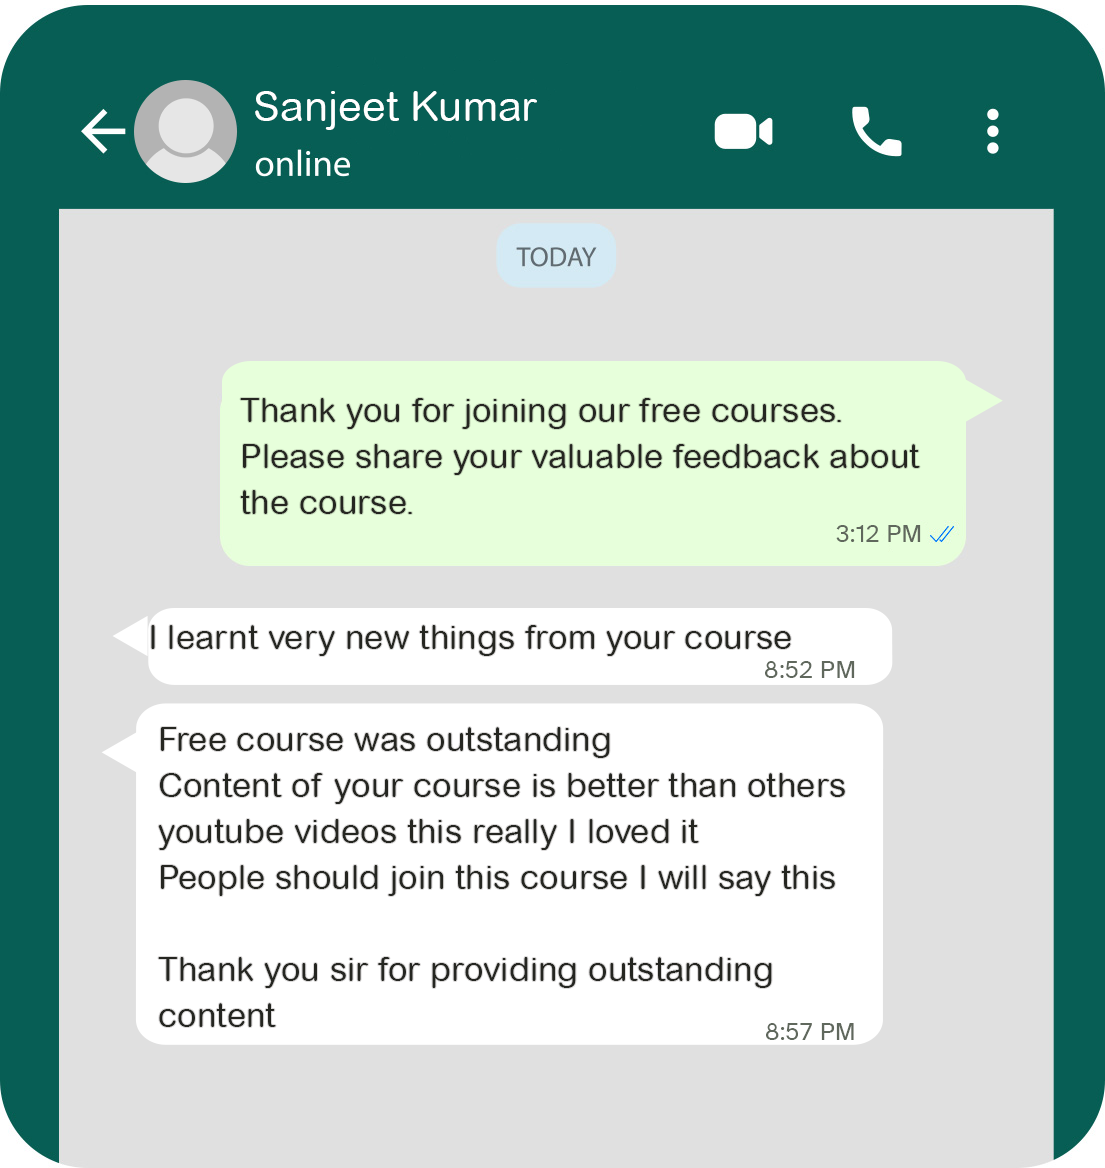 Sanjeet Kumar
online
TODAY
Thank you for joining our free courses.
Please share your valuable feedback about
the course.
3:12 PM
I learnt very new things from your course
8:52 PM
Free course was outstanding
Content of your course is better than others
youtube videos this really I loved it
People should join this course I will say this
Thank you sir for providing outstanding
content
8:57 PM